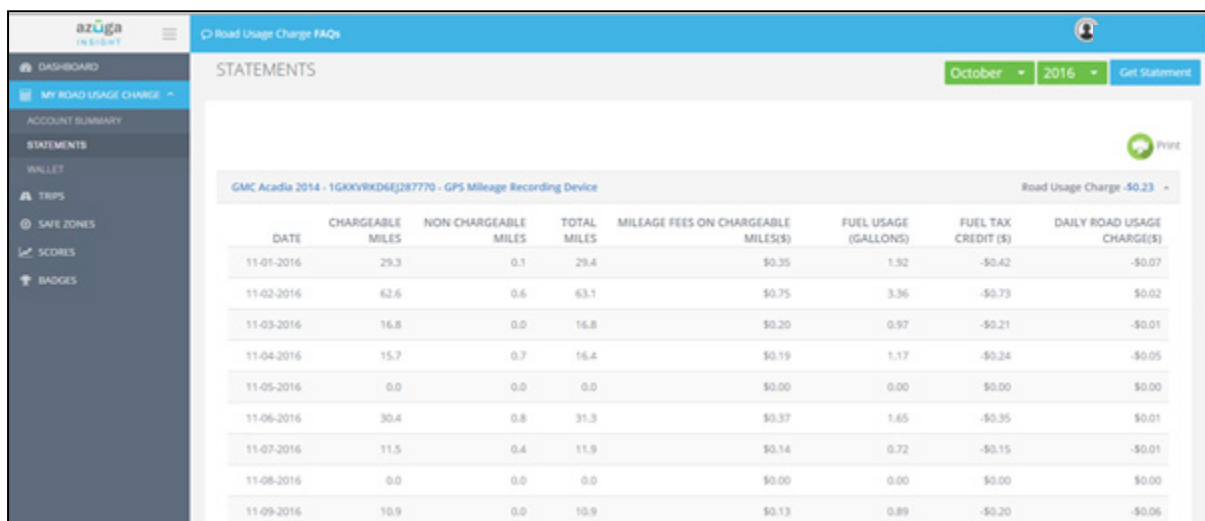 azūga
INSIGHT
Road Usage Charge FAQs
DASHBOARD
MY ROAD USAGE CHARGE
ACCOUNT SUMMARY
STATEMENTS
WALLET
TRIPS
SAFE ZONES
SCORES
BADGES
STATEMENTS
October 2016 Get Statement
Print
GMC Acadia 2014 - 1GKKVRKD6EJ287770 - GPS Mileage Recording Device Road Usage Charge -$0.23
DATE CHARGEABLE MILES NON CHARGEABLE MILES TOTAL MILES MILEAGE FEES ON CHARGEABLE MILES($) FUEL USAGE (GALLONS) FUEL TAX CREDIT ($) DAILY ROAD USAGE CHARGE($)
11-01-2016 29.3 0.1 29.4 $0.35 1.92 -$0.42 -$0.07
11-02-2016 62.6 0.6 63.1 $0.75 3.36 -$0.73 $0.02
11-03-2016 16.8 0.0 16.8 $0.20 0.97 -$0.21 -$0.01
11-04-2016 15.7 0.7 16.4 $0.19 1.17 -$0.24 -$0.05
11-05-2016 0.0 0.0 0.0 $0.00 0.00 $0.00 $0.00
11-06-2016 30.4 0.8 31.3 $0.37 1.65 -$0.35 $0.01
11-07-2016 11.5 0.4 11.9 $0.14 0.72 -$0.15 -$0.01
11-08-2016 0.0 0.0 0.0 $0.00 0.00 $0.00 $0.00
11-09-2016 10.9 0.0 10.9 $0.13 0.89 -$0.20 -$0.06